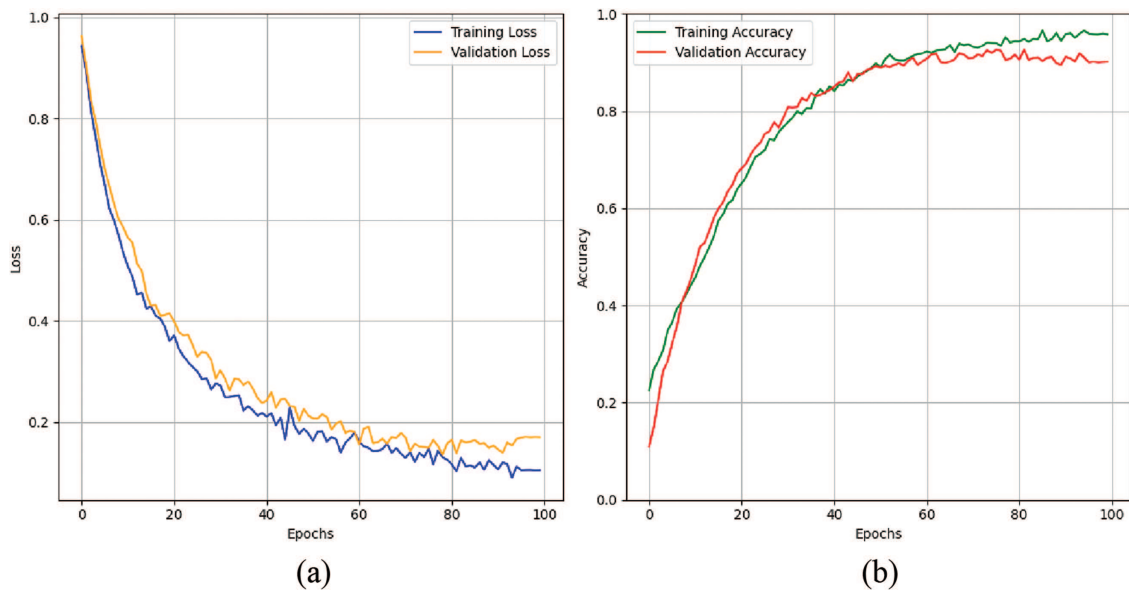 1.0
0.8
0.6
0.4
0.2
Loss
0
20
40
60
80
100
Epochs
Training Loss
Validation Loss
(a)
1.0
0.8
0.6
0.4
0.2
0.0
Accuracy
0
20
40
60
80
100
Epochs
Training Accuracy
Validation Accuracy
(b)